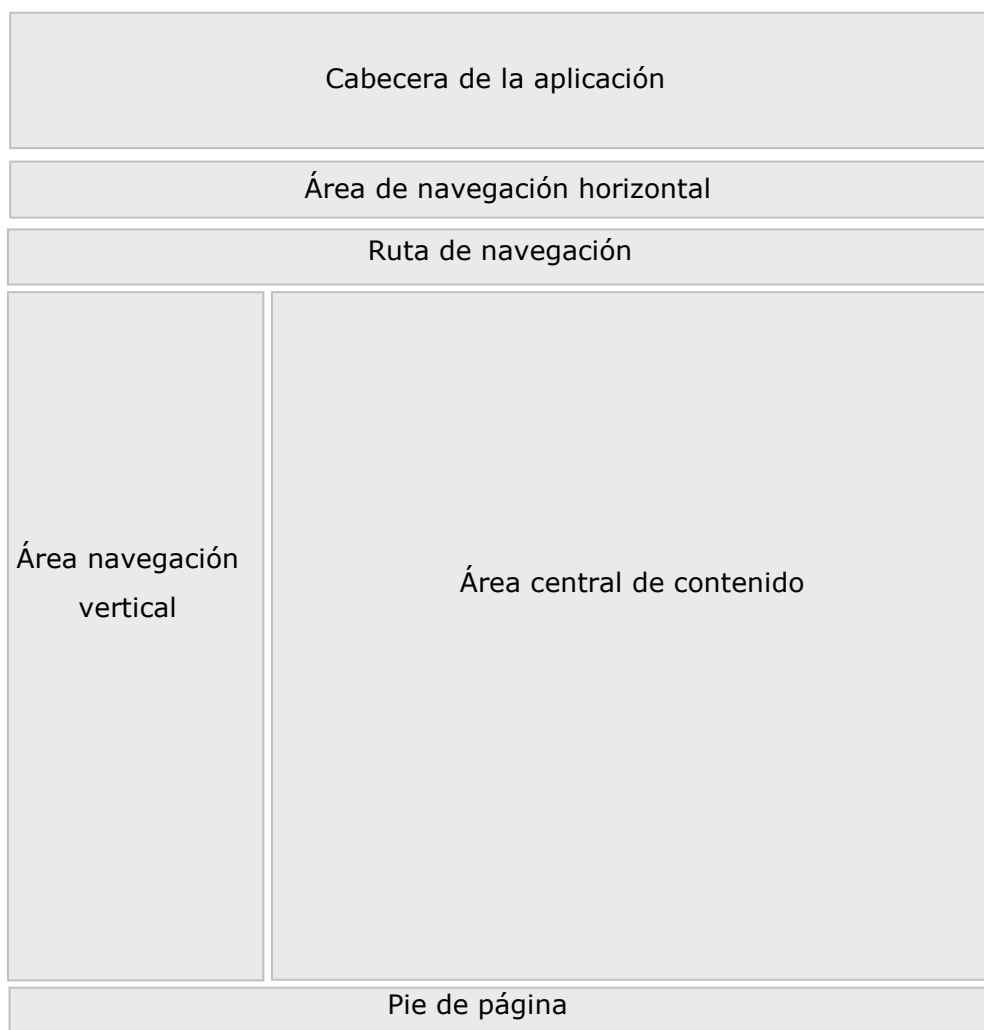 Cabecera de la aplicación
Área de navegación horizontal
Ruta de navegación
Área navegación
vertical
Área central de contenido
Pie de página